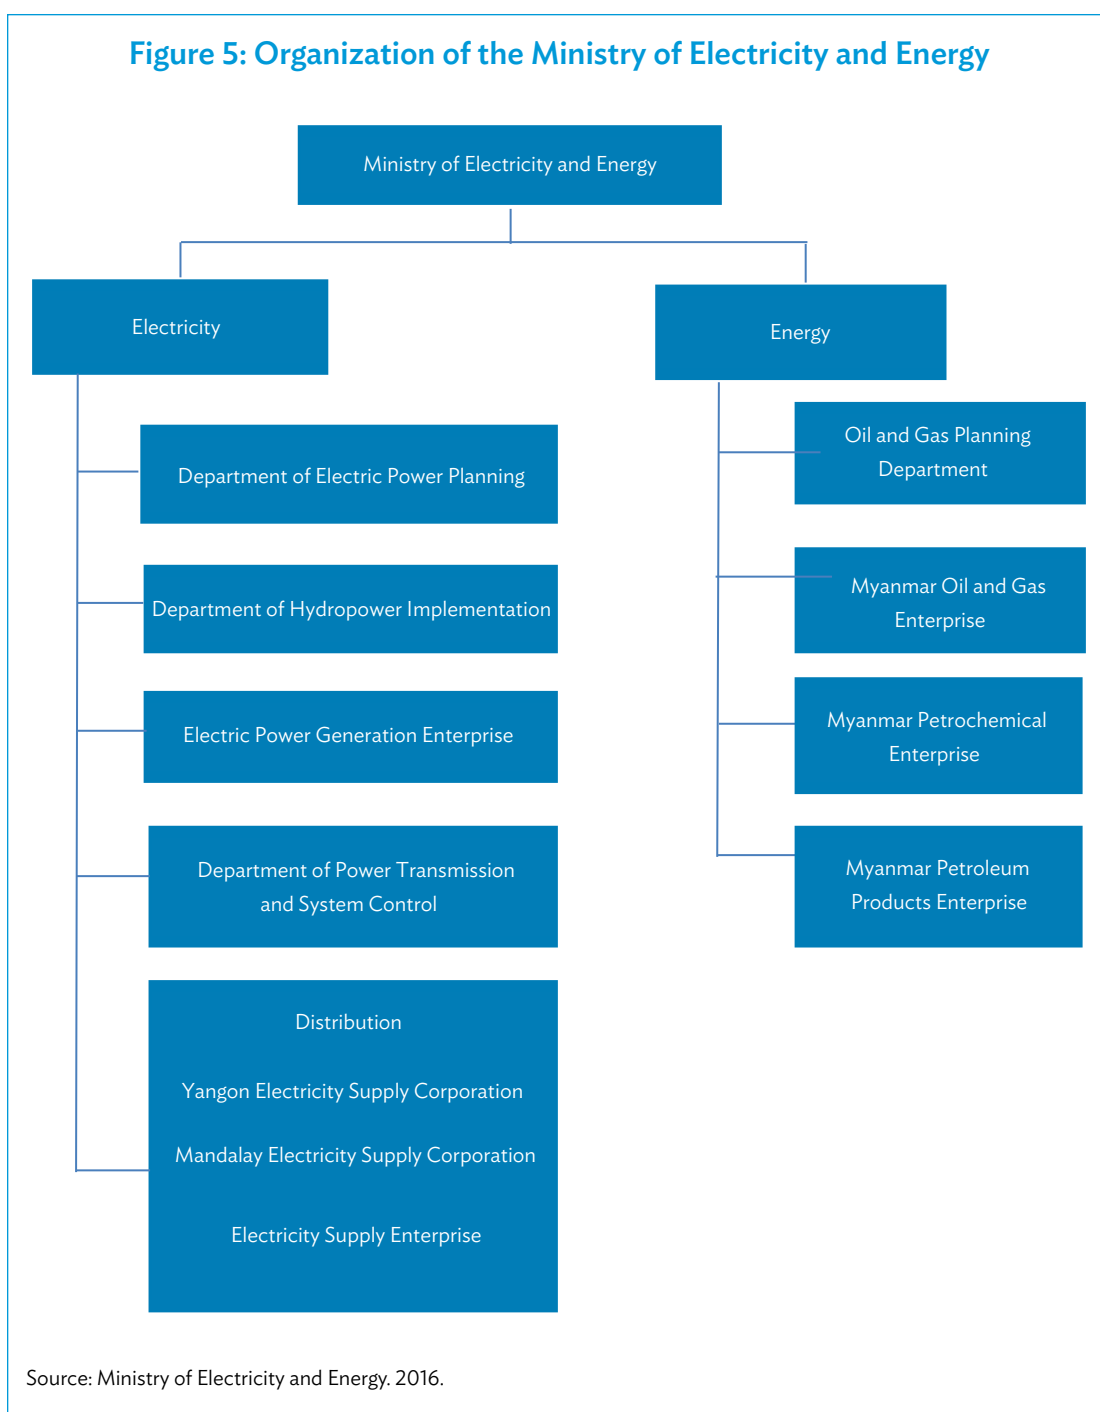 Figure 5: Organization of the Ministry of Electricity and Energy
Ministry of Electricity and Energy
Electricity
Department of Electric Power Planning
Department of Hydropower Implementation
Electric Power Generation Enterprise
Department of Power Transmission
and System Control
Distribution
Yangon Electricity Supply Corporation
Mandalay Electricity Supply Corporation
Electricity Supply Enterprise
Energy
Oil and Gas Planning
Department
Myanmar Oil and Gas
Enterprise
Myanmar Petrochemical
Enterprise
Myanmar Petroleum
Products Enterprise
Source: Ministry of Electricity and Energy. 2016.